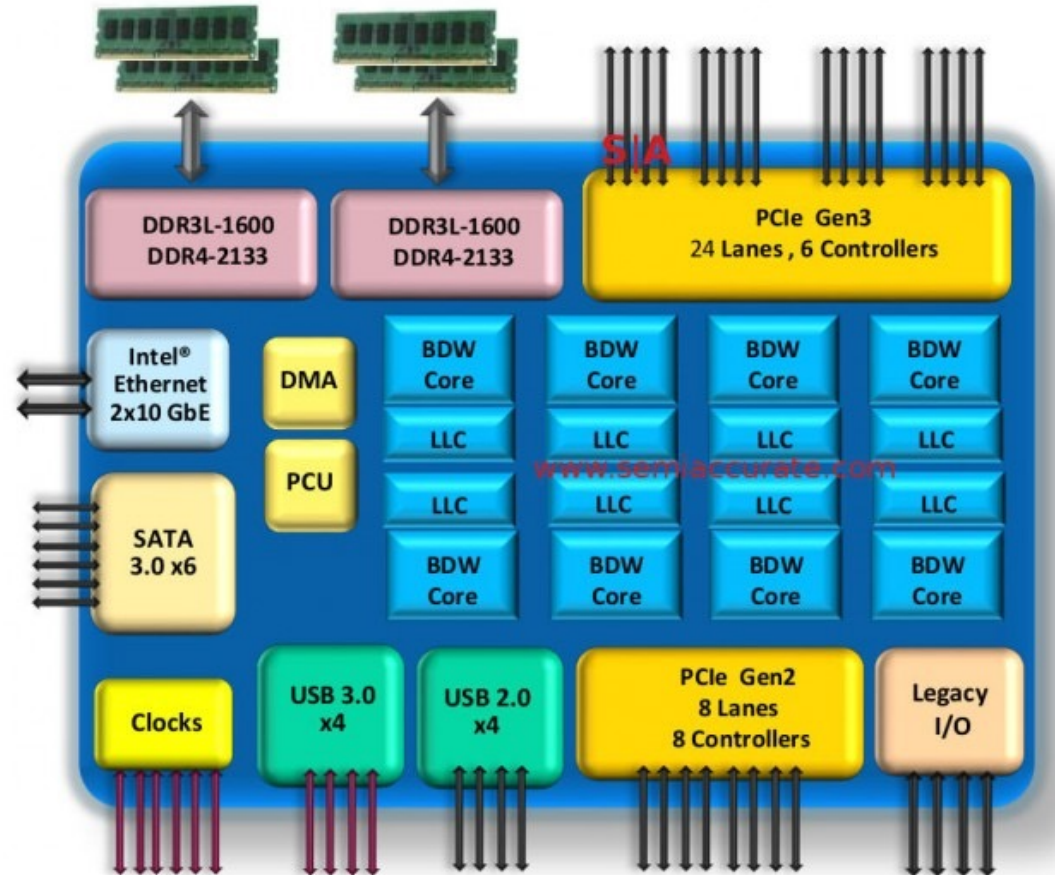 S|A
DDR3L-1600
DDR4-2133
DDR3L-1600
DDR4-2133
PCIe Gen3
24 Lanes , 6 Controllers
Intel®
Ethernet
2x10 GbE
DMA
PCU
BDW
Core
BDW
Core
BDW
Core
BDW
Core
LLC
LLC
LLC
LLC
www.semiaccurate.com
LLC
LLC
LLC
LLC
BDW
Core
BDW
Core
BDW
Core
BDW
Core
SATA
3.0 x6
Clocks
USB 3.0
x4
USB 2.0
x4
PCIe Gen2
8 Lanes
8 Controllers
Legacy
I/O